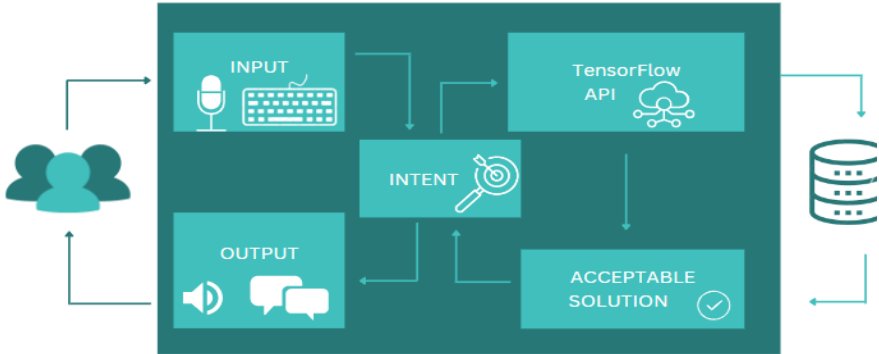 INPUT
TensorFlow
API
INTENT
OUTPUT
ACCEPTABLE
SOLUTION